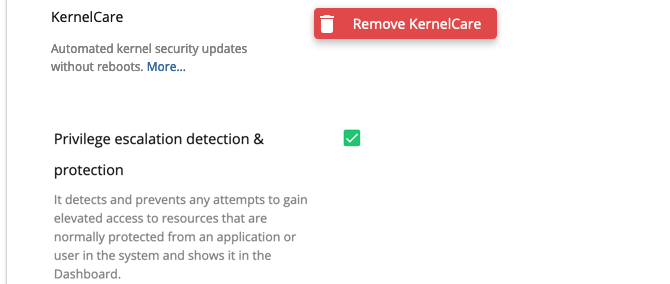 KernelCare
Remove KernelCare
Automated kernel security updates
without reboots. More...
Privilege escalation detection &
protection
It detects and prevents any attempts to gain
elevated access to resources that are
normally protected from an application or
user in the system and shows it in the
Dashboard.